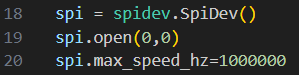 18 spi = spidev.SpiDev()
19 spi.open(0,0)
20 spi.max_speed_hz=1000000